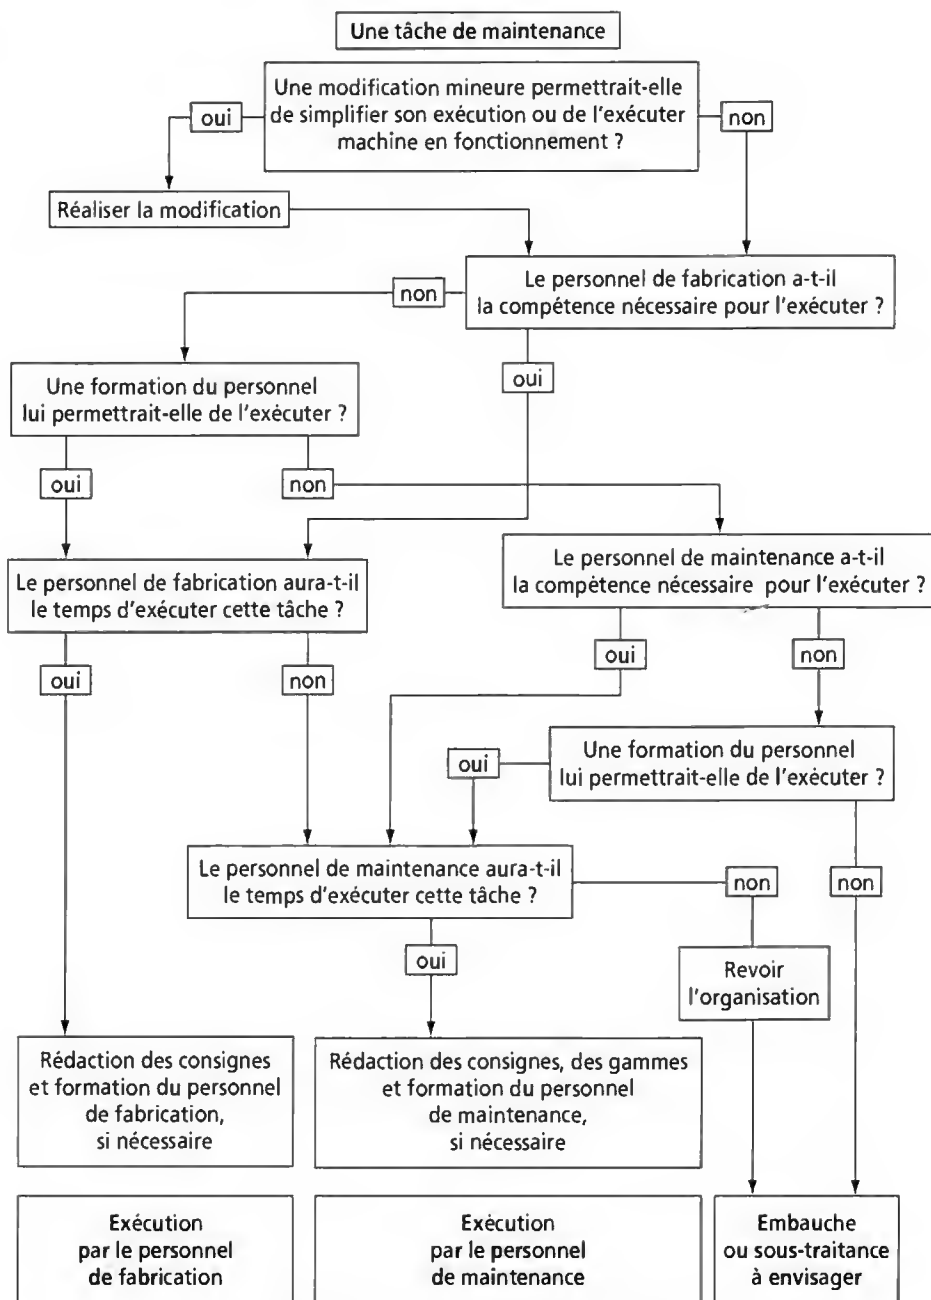 Une tâche de maintenance
Une modification mineure permettrait-elle
de simplifier son exécution ou de l'exécuter
machine en fonctionnement ?
oui
non
Réaliser la modification
Le personnel de fabrication a-t-il
la compétence nécessaire pour l'exécuter ?
non
oui
Une formation du personnel
lui permettrait-elle de l'exécuter ?
oui
non
Le personnel de fabrication aura-t-il
le temps d'exécuter cette tâche ?
Le personnel de maintenance a-t-il
la compétence nécessaire pour l'exécuter ?
oui
non
oui
non
Une formation du personnel
lui permettrait-elle de l'exécuter ?
oui
Le personnel de maintenance aura-t-il
le temps d'exécuter cette tâche ?
non
non
oui
Revoir
l'organisation
Rédaction des consignes
et formation du personnel
de fabrication,
si nécessaire
Rédaction des consignes, des gammes
et formation du personnel
de maintenance,
si nécessaire
Exécution
par le personnel
de fabrication
Exécution
par le personnel
de maintenance
Embauche
ou sous-traitance
à envisager